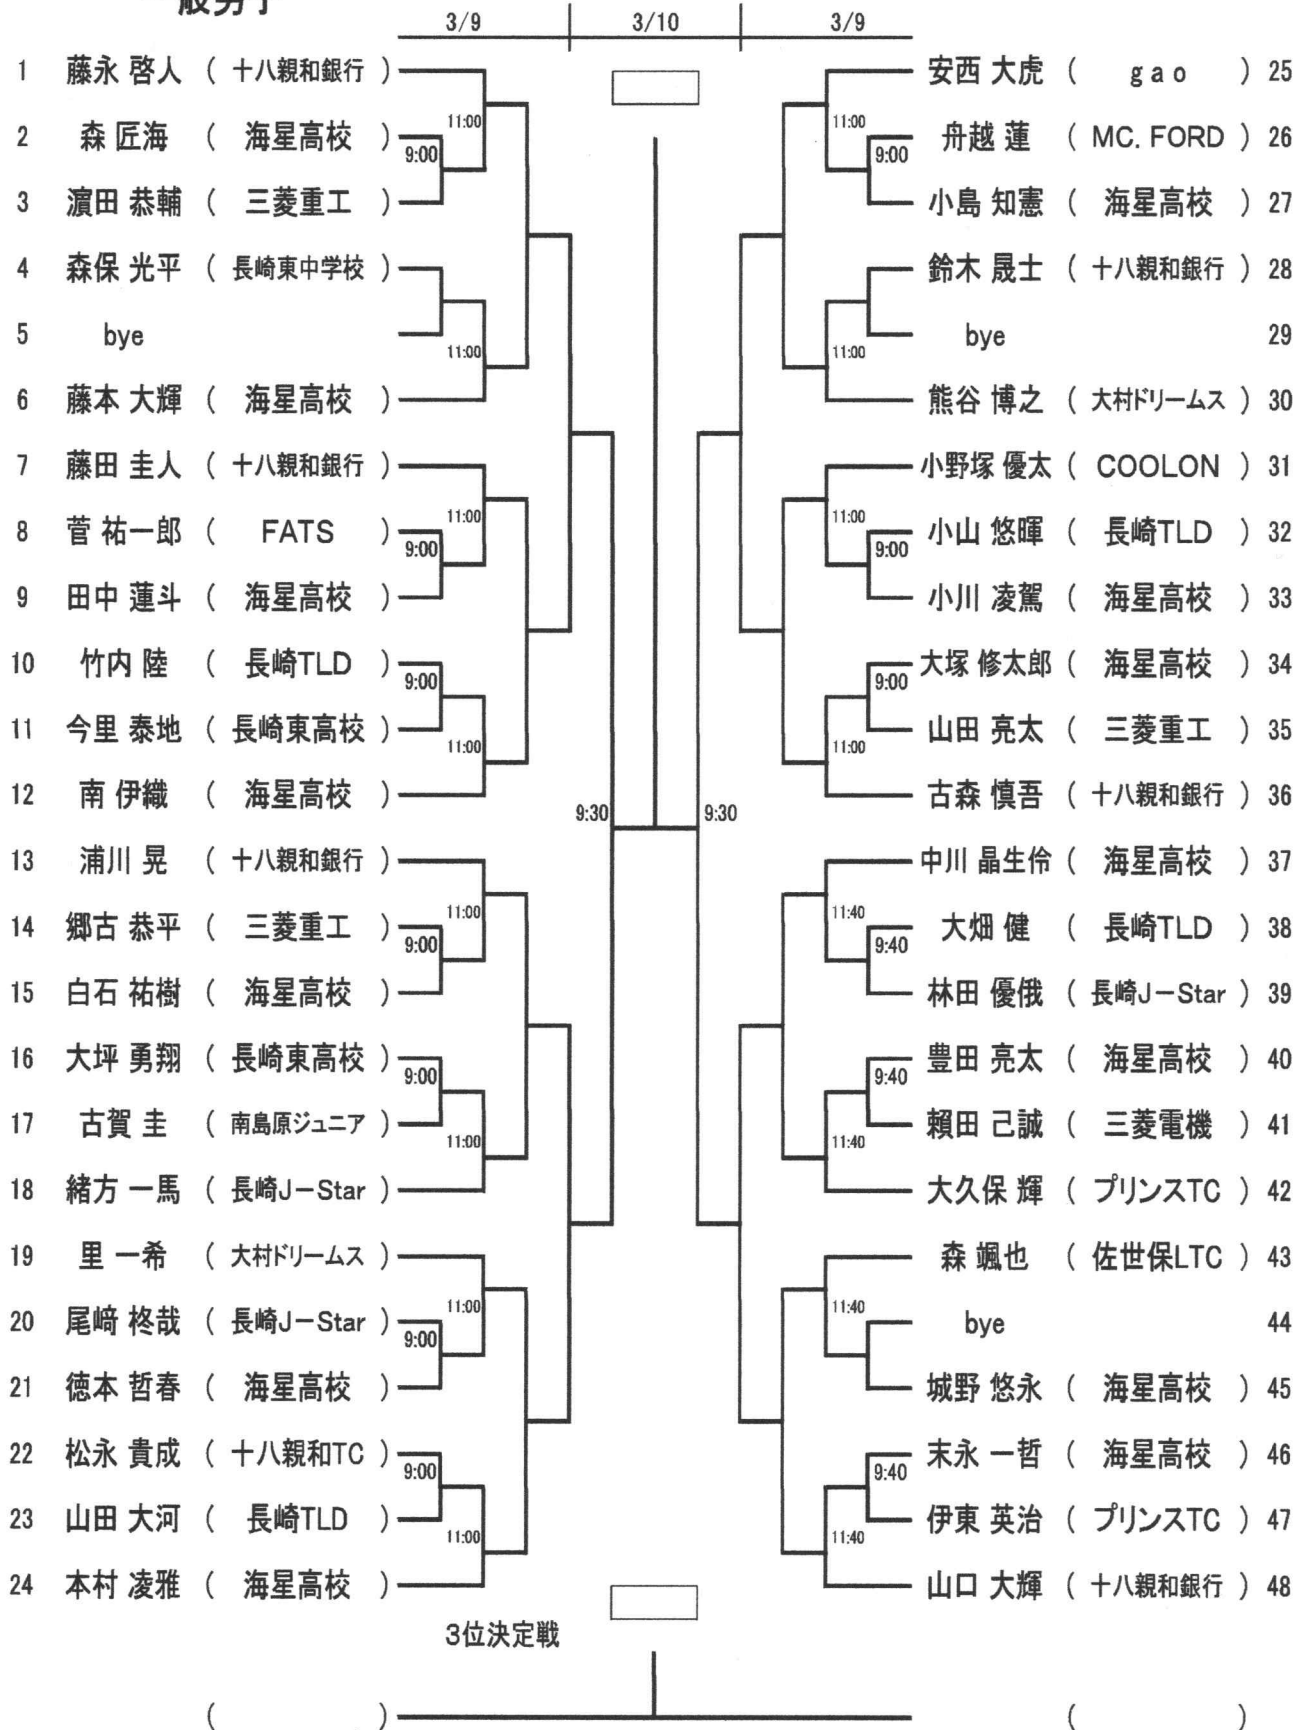 一般男子
3/9 3/10 3/9
1 藤永 啓人 ( 十八親和銀行 ) 安西 大虎 ( gao ) 25
11:00 11:00
2 森 匠海 ( 海星高校 ) 舟越 蓮 ( MC. FORD ) 26
9:00 9:00
3 濵田 恭輔 ( 三菱重工 ) 小島 知憲 ( 海星高校 ) 27
4 森保 光平 ( 長崎東中学校 ) 鈴木 晟士 ( 十八親和銀行 ) 28
5 bye bye 29
11:00 11:00
6 藤本 大輝 ( 海星高校 ) 熊谷 博之 ( 大村ドリームス ) 30
7 藤田 圭人 ( 十八親和銀行 ) 小野塚 優太 ( COOLON ) 31
11:00 11:00
8 菅 祐一郎 ( FATS ) 小山 悠暉 ( 長崎TLD ) 32
9:00 9:00
9 田中 蓮斗 ( 海星高校 ) 小川 凌駕 ( 海星高校 ) 33
10 竹内 陸 ( 長崎TLD ) 大塚 修太郎 ( 海星高校 ) 34
9:00 9:00
11 今里 泰地 ( 長崎東高校 ) 山田 亮太 ( 三菱重工 ) 35
11:00 11:00
12 南 伊織 ( 海星高校 ) 古森 慎吾 ( 十八親和銀行 ) 36
9:30 9:30
13 浦川 晃 ( 十八親和銀行 ) 中川 晶生伶 ( 海星高校 ) 37
11:00 11:40
14 郷古 恭平 ( 三菱重工 ) 大畑 健 ( 長崎TLD ) 38
9:00 9:40
15 白石 祐樹 ( 海星高校 ) 林田 優俄 ( 長崎J－Star ) 39
16 大坪 勇翔 ( 長崎東高校 ) 豊田 亮太 ( 海星高校 ) 40
9:00 9:40
17 古賀 圭 ( 南島原ジュニア ) 賴田 己誠 ( 三菱電機 ) 41
11:00 11:40
18 緒方 一馬 ( 長崎J－Star ) 大久保 輝 ( プリンスTC ) 42
19 里 一希 ( 大村ドリームス ) 森 颯也 ( 佐世保LTC ) 43
11:00 11:40
20 尾﨑 柊哉 ( 長崎J－Star ) bye 44
9:00
21 徳本 哲春 ( 海星高校 ) 城野 悠永 ( 海星高校 ) 45
22 松永 貴成 ( 十八親和TC ) 末永 一哲 ( 海星高校 ) 46
9:00 9:40
23 山田 大河 ( 長崎TLD ) 伊東 英治 ( プリンスTC ) 47
11:00 11:40
24 本村 凌雅 ( 海星高校 ) 山口 大輝 ( 十八親和銀行 ) 48
3位決定戦
( ) ( )